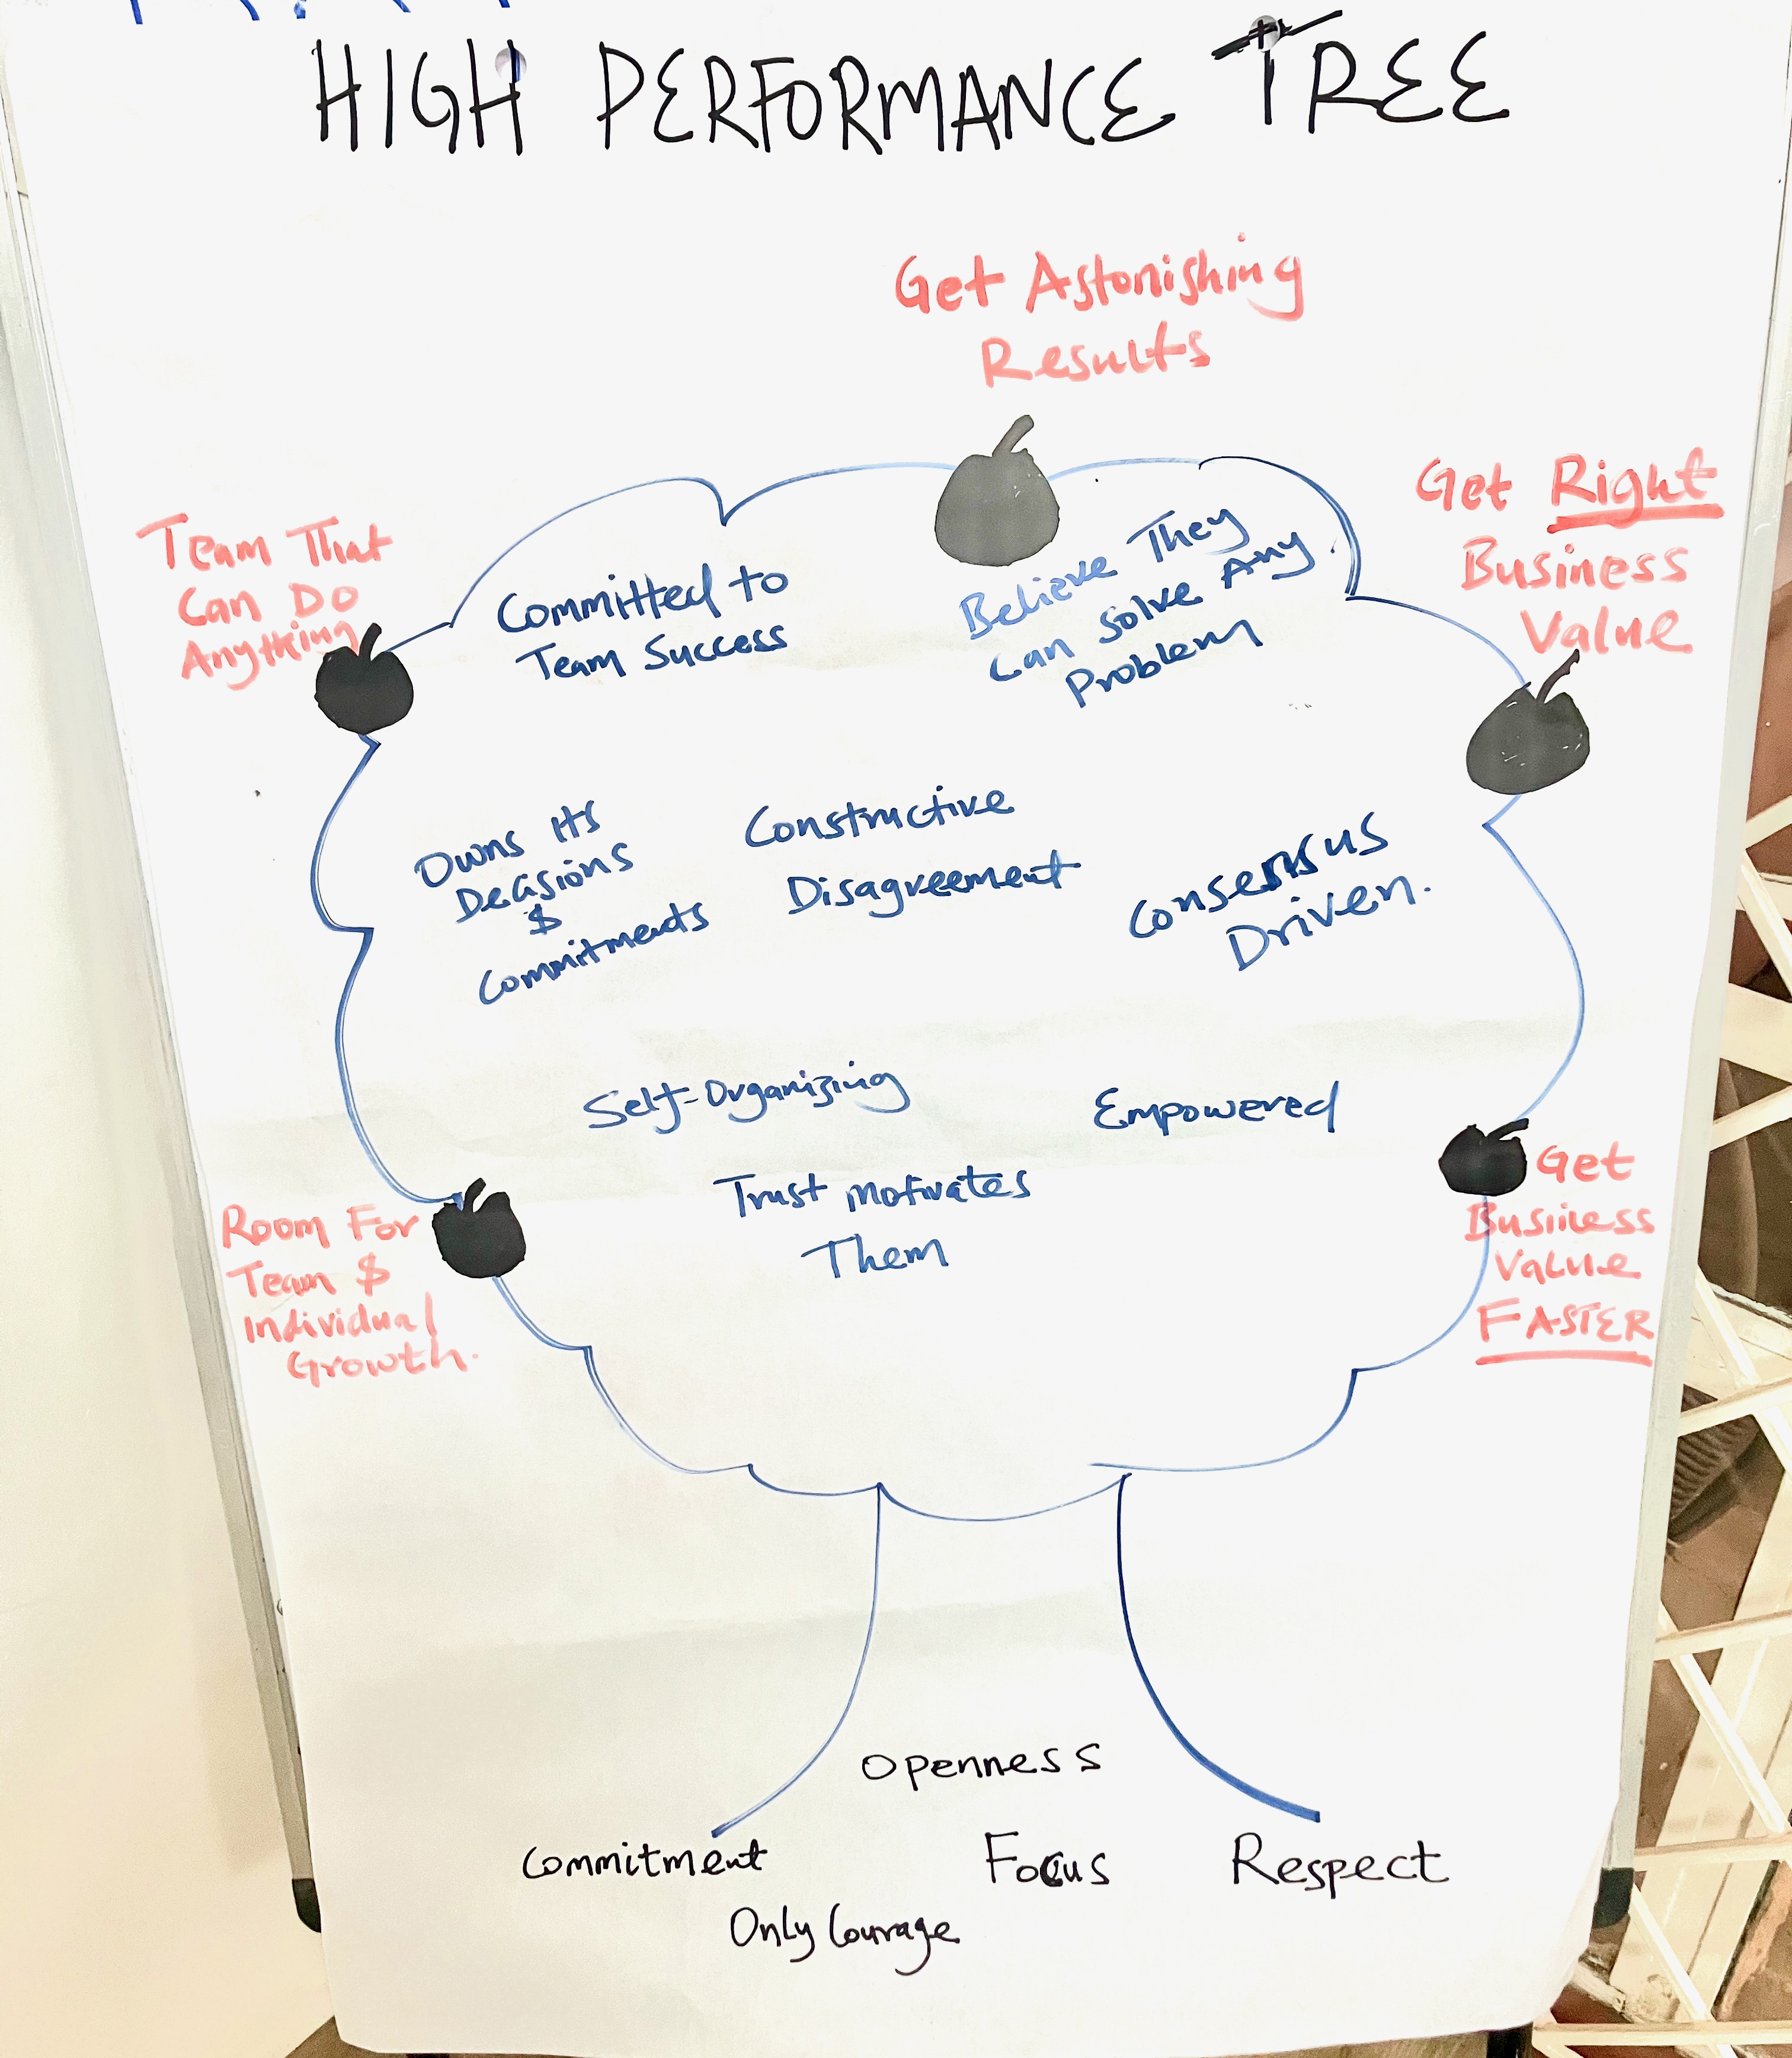 HIGH PERFORMANCE TREE
Get Astonishing
Results
Team That
Can Do
Anything
Get Right
Business
Value
Committed to
Team Success
Believe They
Can Solve Any
Problem
Owns Its
Decisions
$
Commitments
Constructive
Disagreement
Consensus
Driven.
Self-Organizing
Empowered
Trust motivates
Them
Room For
Team $
Individual
Growth.
Get
Business
Value
FASTER
Openness
Commitment
Focus
Respect
Only Courage